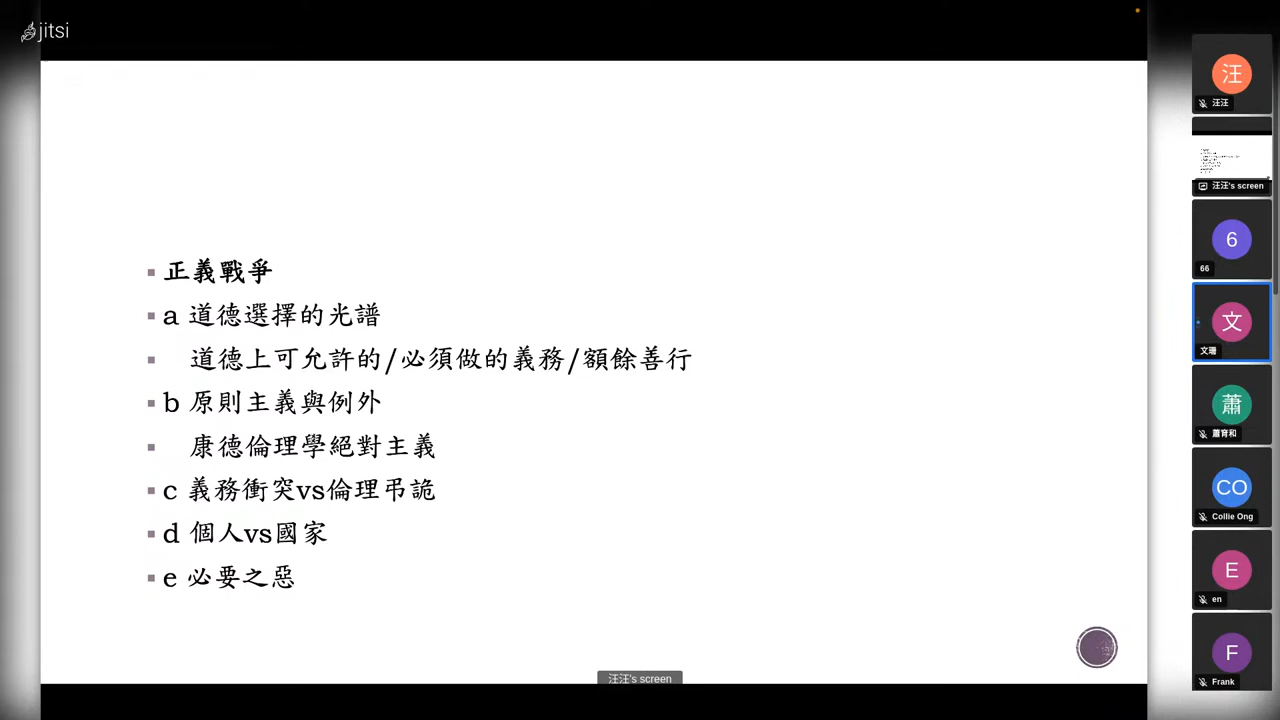 jitsi
正義戰爭
a 道德選擇的光譜
道德上可允許的/必須做的義務/額餘善行
b 原則主義與例外
康德倫理學絕對主義
c 義務衝突vs倫理弔詭
d 個人vs國家
e 必要之惡
汪汪's screen
汪
汪汪
汪汪's screen
6
66
文
文珊
蕭
蕭育和
CO
Collie Ong
E
en
F
Frank